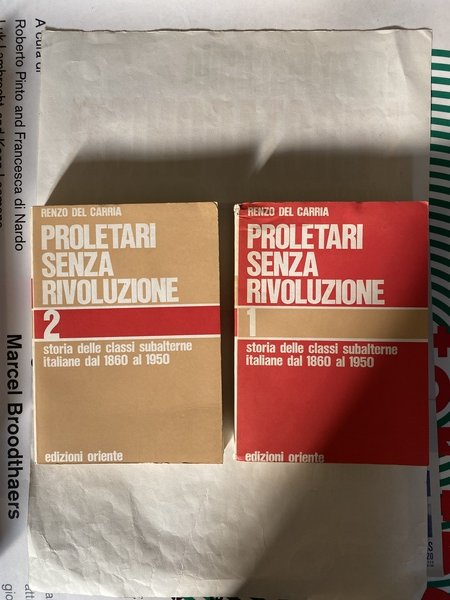 RENZO DEL CARRIA
PROLETARI
SENZA
RIVOLUZIONE
2
storia delle classi subalterne
italiane dal 1860 al 1950
edizioni oriente
RENZO DEL CARRIA
PROLETARI
SENZA
RIVOLUZIONE
1
storia delle classi subalterne
italiane dal 1860 al 1950
edizioni oriente
A cura di
Roberto Pinto and Francesca di Nardo
Marcel Broodthaers